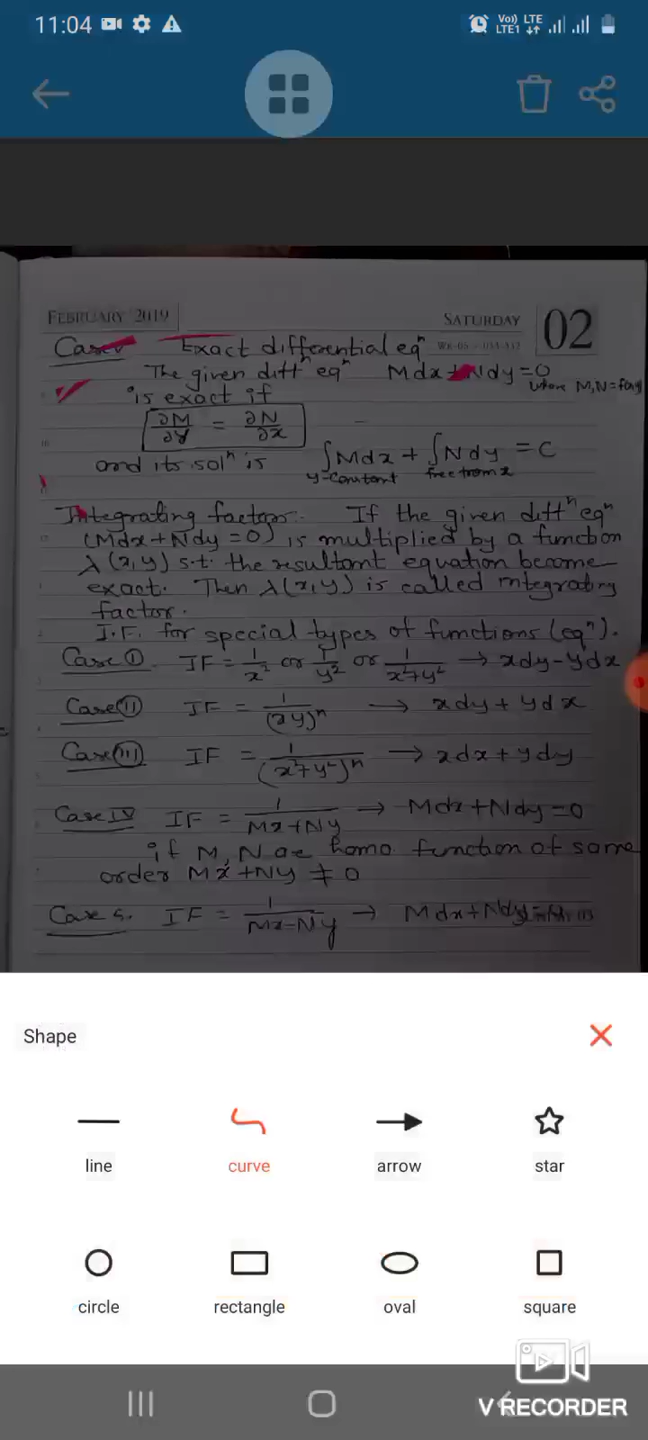 11:04 Vo)) LTE LTE1
FEBRUARY 2019 SATURDAY 02
Case Exact differential eqⁿ
The given diffⁿ eqⁿ Mdx+Ndy=0
is exact if where M,N=f(x,y)
∂M/∂y = ∂N/∂x
and its solⁿ is ∫Mdx + ∫Ndy = C
y-constant free from x
Integrating factors. If the given diffⁿ eqⁿ
(Mdx+Ndy=0) is multiplied by a function
λ(x,y) s.t. the resultant equation become
exact. Then λ(x,y) is called integrating
factor.
I.F. for special types of functions (eqⁿ).
Case I. IF = 1/x² or 1/y² or 1/x²+y² → xdy-ydx
Case II IF = 1/(xy)ⁿ → xdy + ydx
Case III IF = 1/(x²+y²)ⁿ → xdx+ydy
Case IV IF = 1/Mx+Ny → Mdx+Ndy=0
if M, N are homo function of same
order Mx+Ny ≠ 0
Case 5. IF = 1/Mx-Ny → Mdx+Ndy=0
Shape
line curve arrow star
circle rectangle oval square
V RECORDER